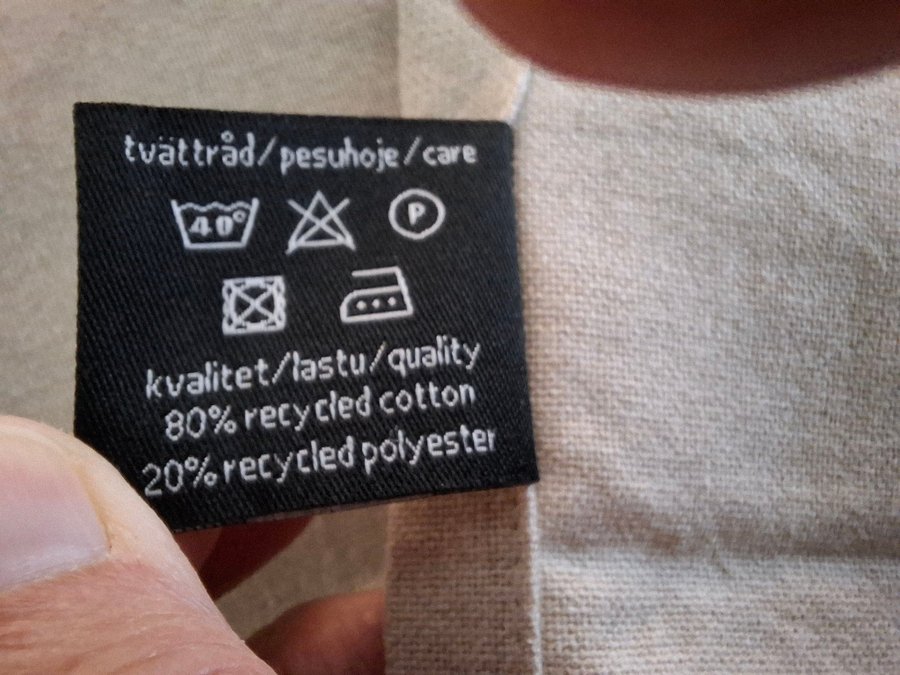 tvättråd/pesuhoje/care
40° P
kvalitet/lastu/quality
80% recycled cotton
20% recycled polyester